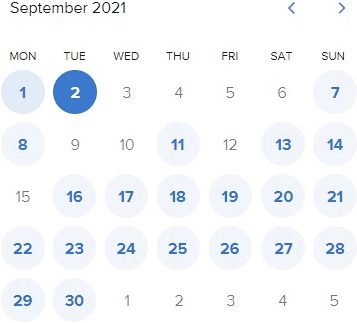 September 2021
MON TUE WED THU FRI SAT SUN
1 2 3 4 5 6 7
8 9 10 11 12 13 14
15 16 17 18 19 20 21
22 23 24 25 26 27 28
29 30 1 2 3 4 5